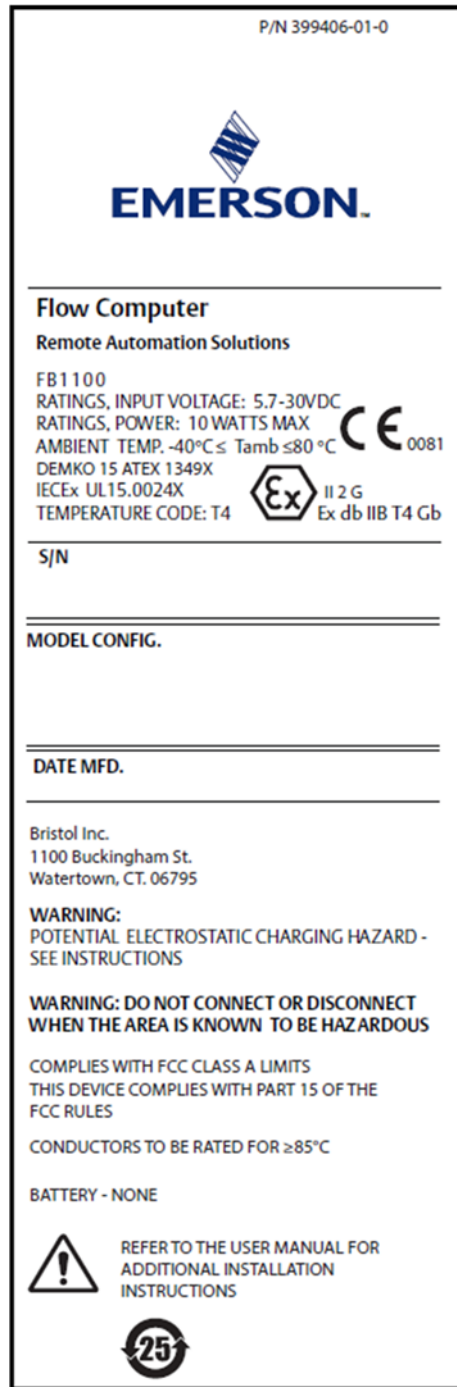 P/N 399406-01-0
EMERSON™
Flow Computer
Remote Automation Solutions
FB1100
RATINGS, INPUT VOLTAGE: 5.7-30VDC
RATINGS, POWER: 10 WATTS MAX
AMBIENT TEMP. -40°C ≤ Tamb ≤80 °C
CE 0081
DEMKO 15 ATEX 1349X
IECEx UL15.0024X
TEMPERATURE CODE: T4
Ex II 2 G
Ex db IIB T4 Gb
S/N
MODEL CONFIG.
DATE MFD.
Bristol Inc.
1100 Buckingham St.
Watertown, CT. 06795
WARNING:
POTENTIAL ELECTROSTATIC CHARGING HAZARD -
SEE INSTRUCTIONS
WARNING: DO NOT CONNECT OR DISCONNECT
WHEN THE AREA IS KNOWN TO BE HAZARDOUS
COMPLIES WITH FCC CLASS A LIMITS
THIS DEVICE COMPLIES WITH PART 15 OF THE
FCC RULES
CONDUCTORS TO BE RATED FOR ≥85°C
BATTERY - NONE
REFER TO THE USER MANUAL FOR
ADDITIONAL INSTALLATION
INSTRUCTIONS
25